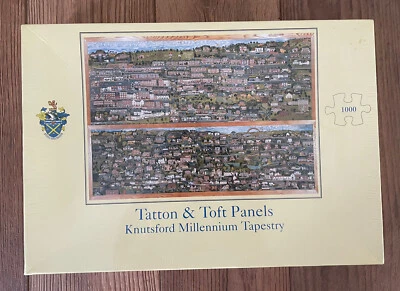 1000
Tatton & Toft Panels
Knutsford Millennium Tapestry